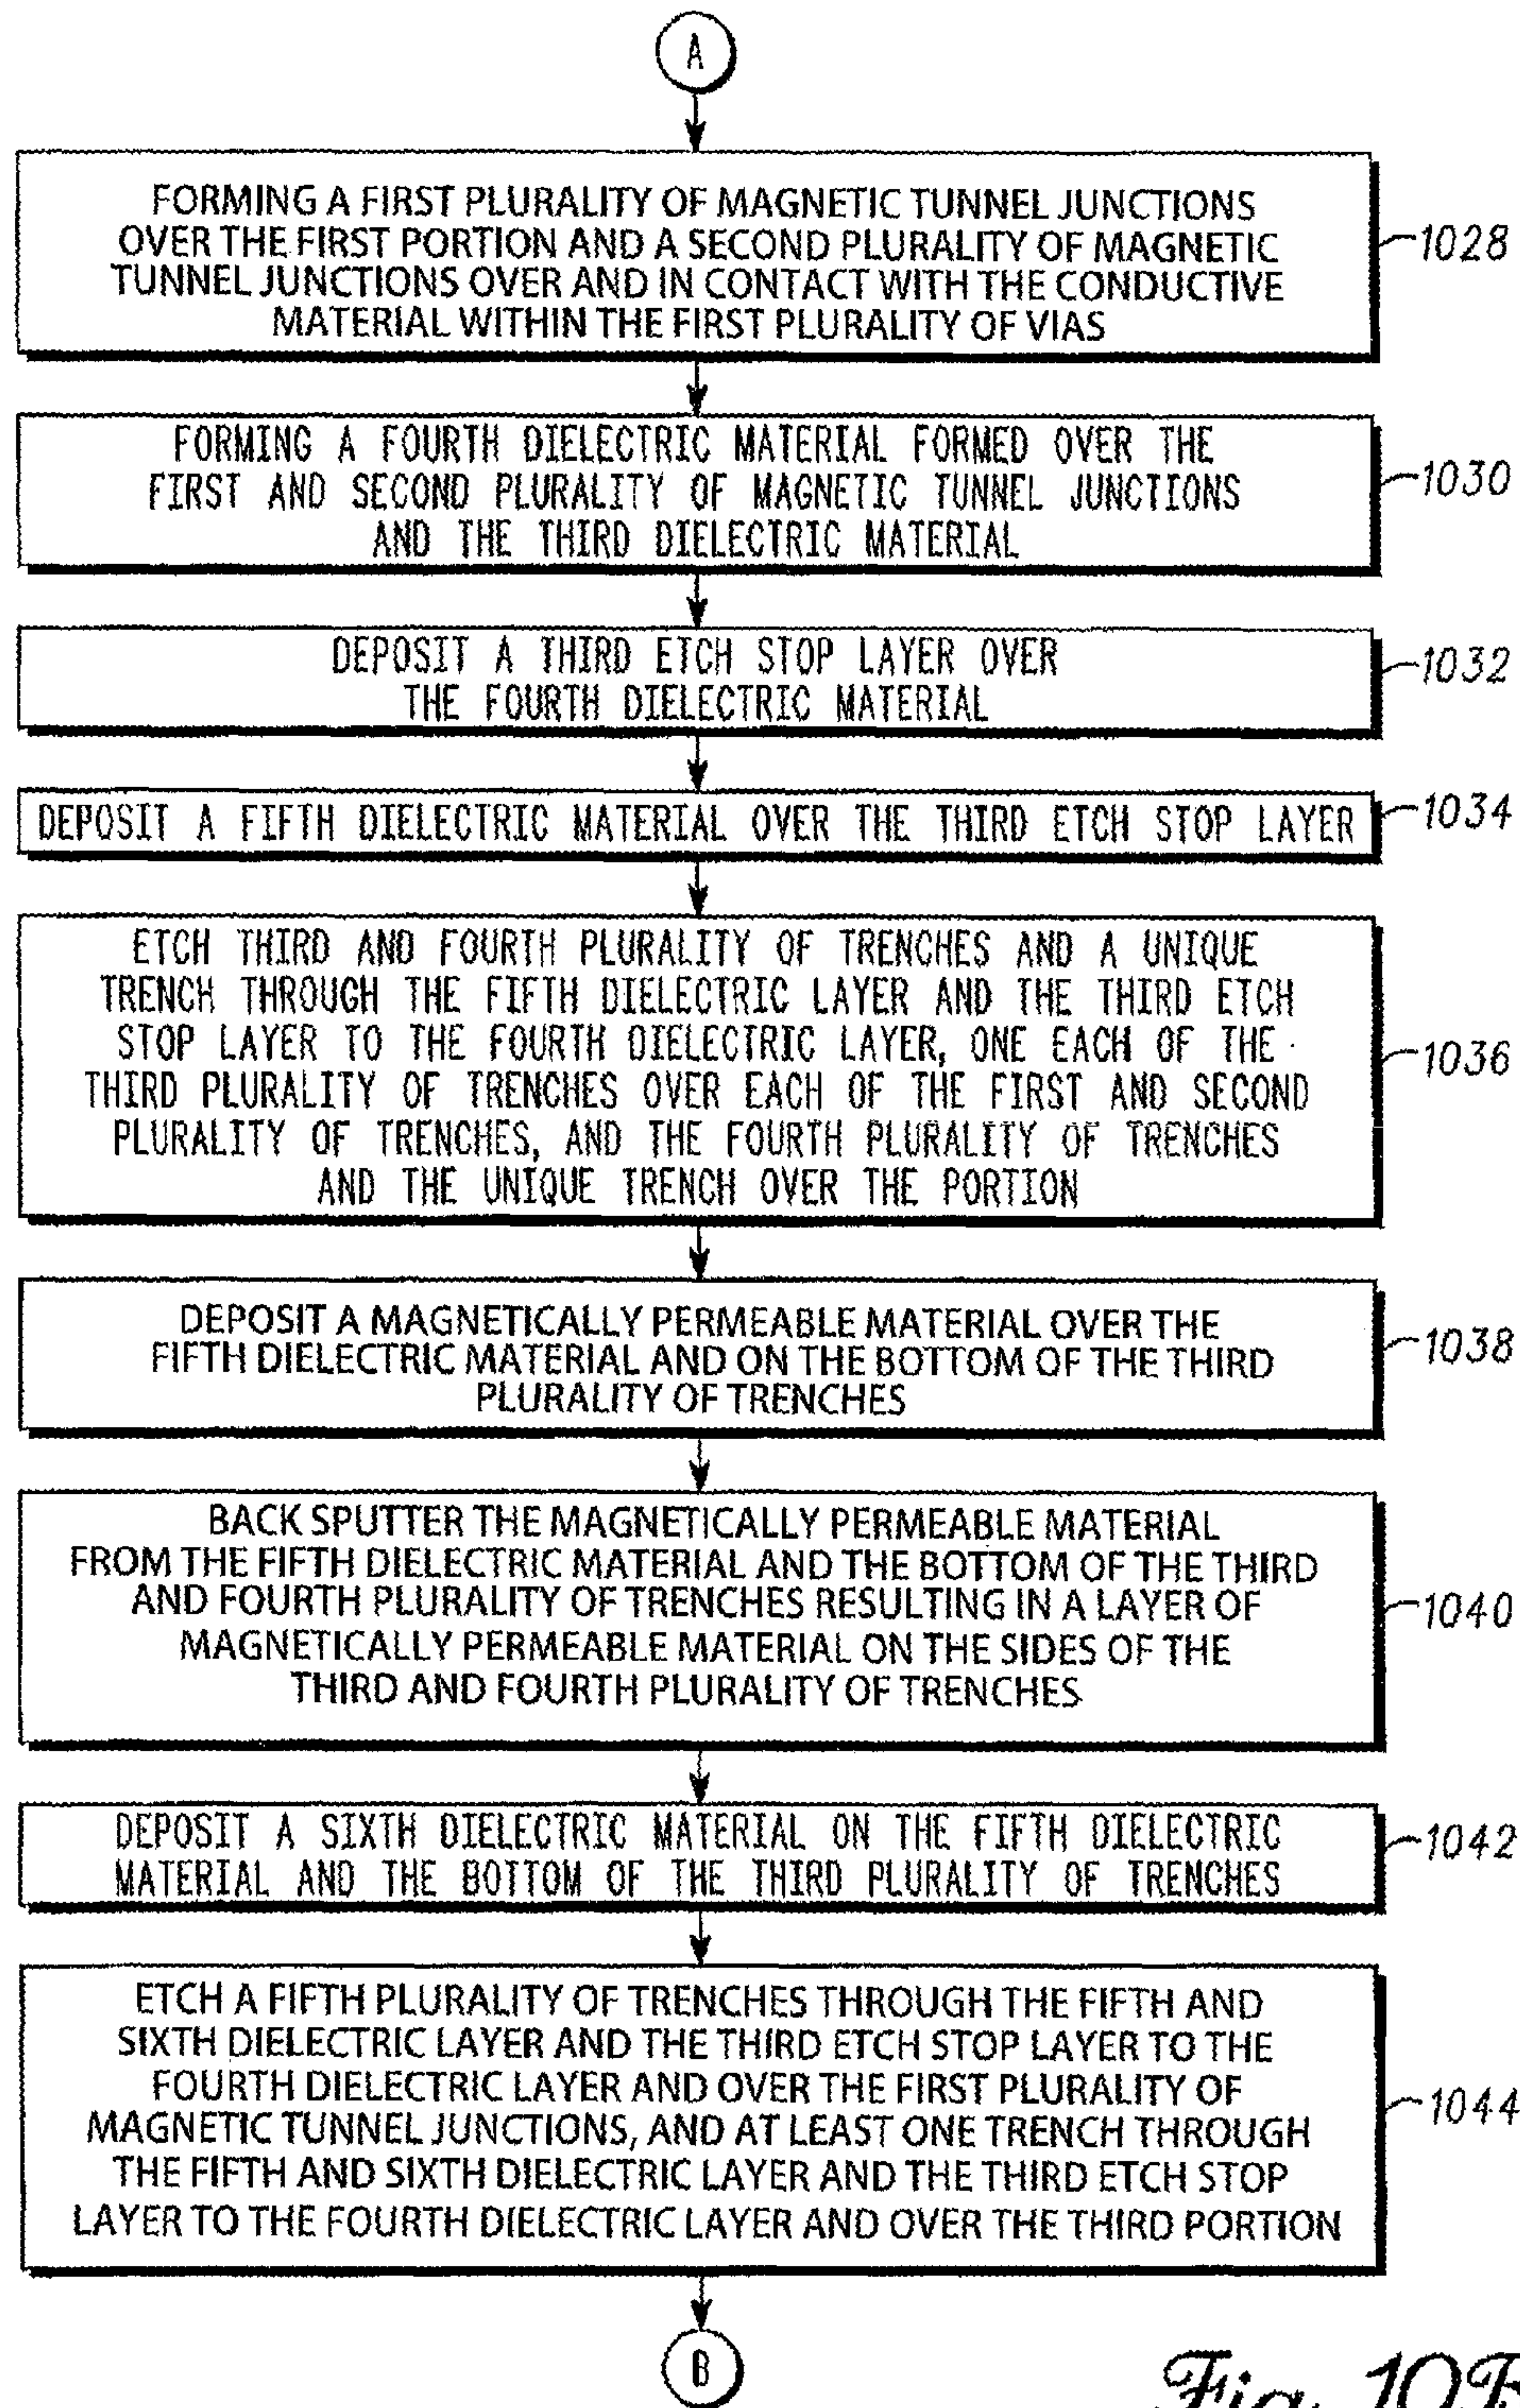 A
FORMING A FIRST PLURALITY OF MAGNETIC TUNNEL JUNCTIONS
OVER THE FIRST PORTION AND A SECOND PLURALITY OF MAGNETIC
TUNNEL JUNCTIONS OVER AND IN CONTACT WITH THE CONDUCTIVE
MATERIAL WITHIN THE FIRST PLURALITY OF VIAS
1028
FORMING A FOURTH DIELECTRIC MATERIAL FORMED OVER THE
FIRST AND SECOND PLURALITY OF MAGNETIC TUNNEL JUNCTIONS
AND THE THIRD DIELECTRIC MATERIAL
1030
DEPOSIT A THIRD ETCH STOP LAYER OVER
THE FOURTH DIELECTRIC MATERIAL
1032
DEPOSIT A FIFTH DIELECTRIC MATERIAL OVER THE THIRD ETCH STOP LAYER
1034
ETCH THIRD AND FOURTH PLURALITY OF TRENCHES AND A UNIQUE
TRENCH THROUGH THE FIFTH DIELECTRIC LAYER AND THE THIRD ETCH
STOP LAYER TO THE FOURTH DIELECTRIC LAYER, ONE EACH OF THE
THIRD PLURALITY OF TRENCHES OVER EACH OF THE FIRST AND SECOND
PLURALITY OF TRENCHES, AND THE FOURTH PLURALITY OF TRENCHES
AND THE UNIQUE TRENCH OVER THE PORTION
1036
DEPOSIT A MAGNETICALLY PERMEABLE MATERIAL OVER THE
FIFTH DIELECTRIC MATERIAL AND ON THE BOTTOM OF THE THIRD
PLURALITY OF TRENCHES
1038
BACK SPUTTER THE MAGNETICALLY PERMEABLE MATERIAL
FROM THE FIFTH DIELECTRIC MATERIAL AND THE BOTTOM OF THE THIRD
AND FOURTH PLURALITY OF TRENCHES RESULTING IN A LAYER OF
MAGNETICALLY PERMEABLE MATERIAL ON THE SIDES OF THE
THIRD AND FOURTH PLURALITY OF TRENCHES
1040
DEPOSIT A SIXTH DIELECTRIC MATERIAL ON THE FIFTH DIELECTRIC
MATERIAL AND THE BOTTOM OF THE THIRD PLURALITY OF TRENCHES
1042
ETCH A FIFTH PLURALITY OF TRENCHES THROUGH THE FIFTH AND
SIXTH DIELECTRIC LAYER AND THE THIRD ETCH STOP LAYER TO THE
FOURTH DIELECTRIC LAYER AND OVER THE FIRST PLURALITY OF
MAGNETIC TUNNEL JUNCTIONS, AND AT LEAST ONE TRENCH THROUGH
THE FIFTH AND SIXTH DIELECTRIC LAYER AND THE THIRD ETCH STOP
LAYER TO THE FOURTH DIELECTRIC LAYER AND OVER THE THIRD PORTION
1044
B
Fig. 10B